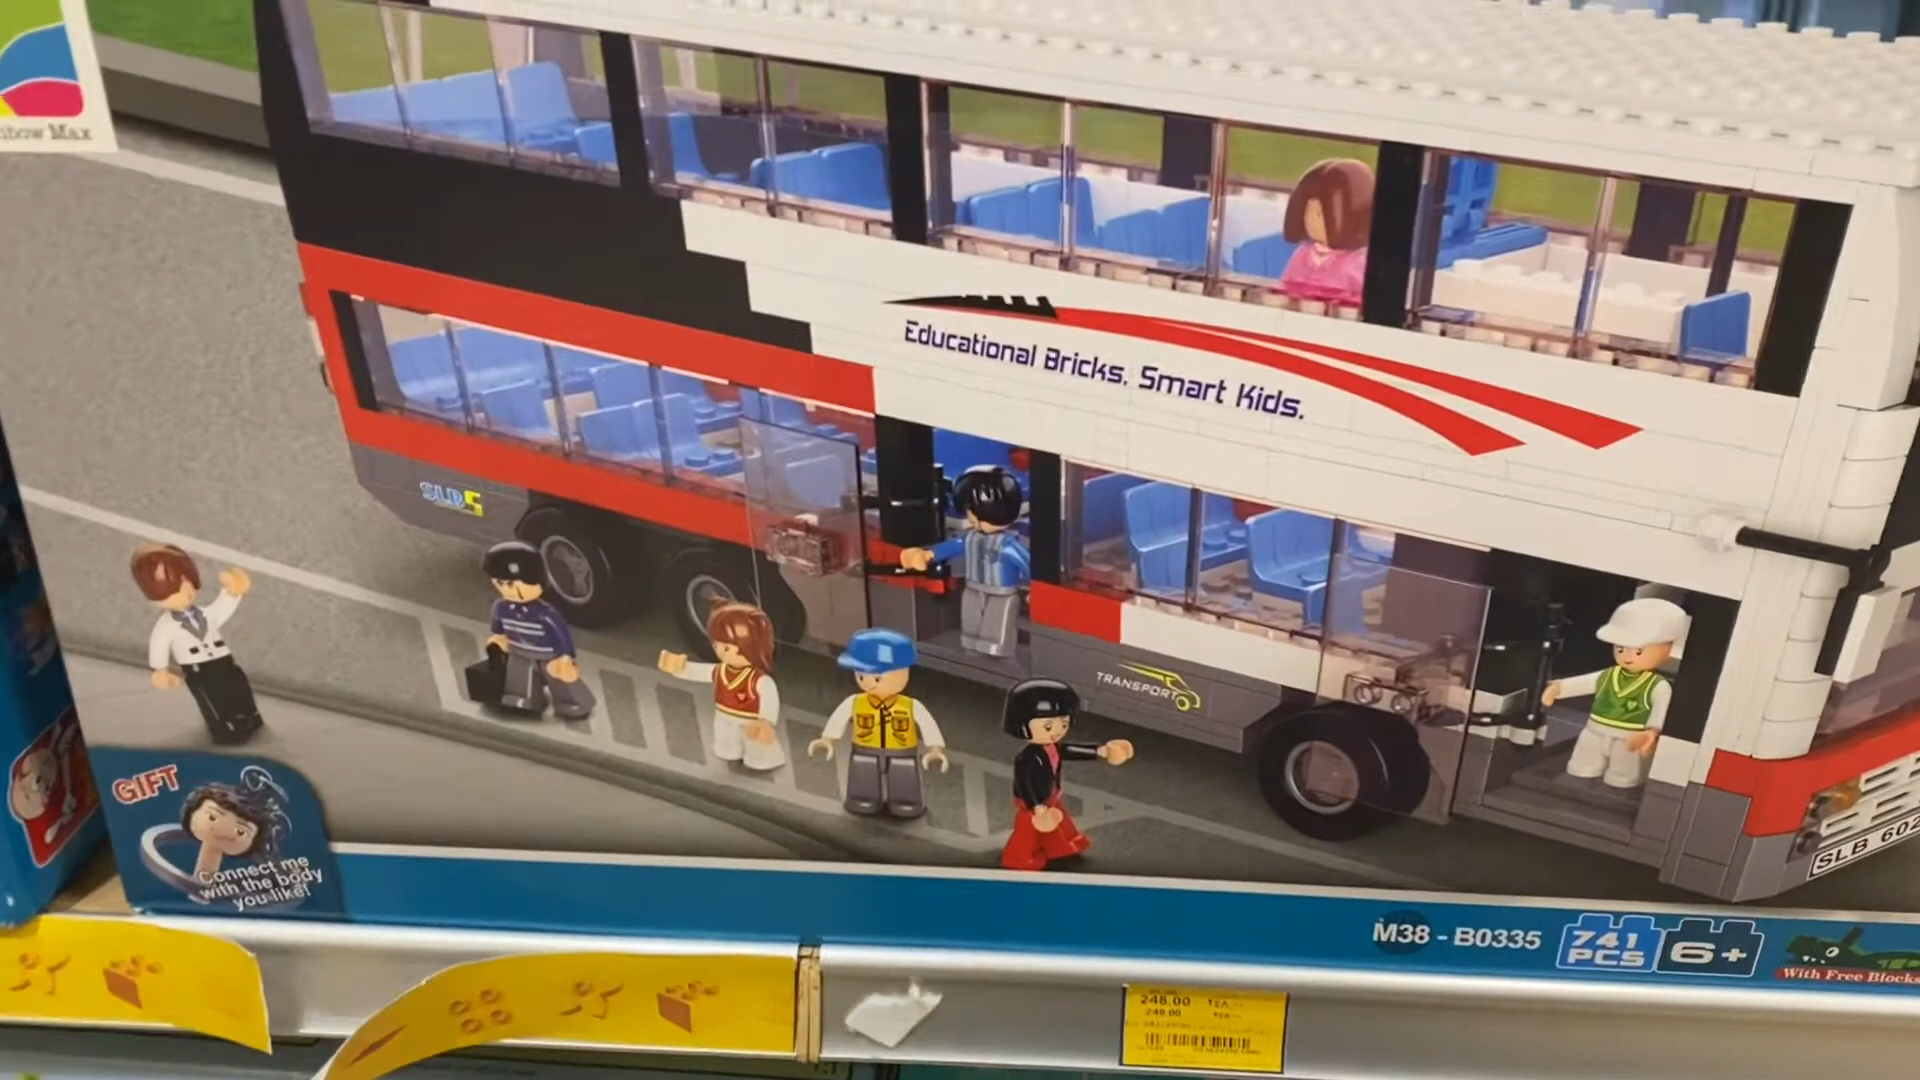 Educational Bricks. Smart Kids.
SLB
TRANSPORT
GIFT
Connect me
with the body
you like!
SLB 602
M38 - B0335
741
PCS
6+
With Free Blocks
248.00
248.00